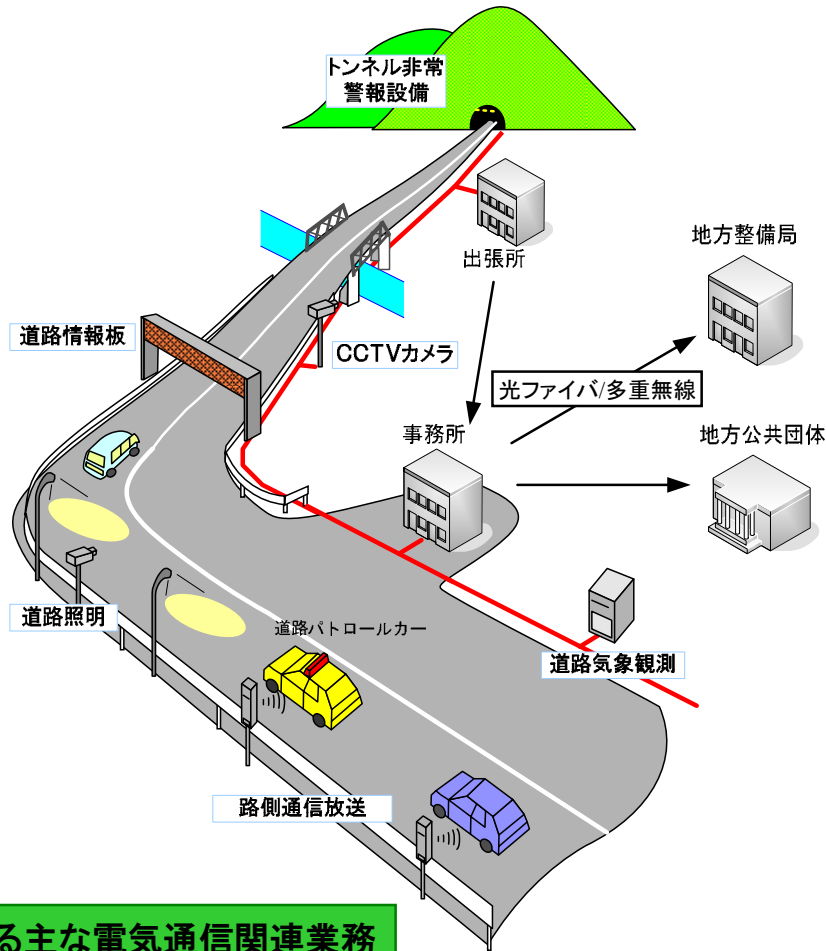 トンネル非常
警報設備
出張所
地方整備局
道路情報板
CCTVカメラ
光ファイバ/多重無線
事務所
地方公共団体
道路照明
道路パトロールカー
道路気象観測
路側通信放送
る主な電気通信関連業務